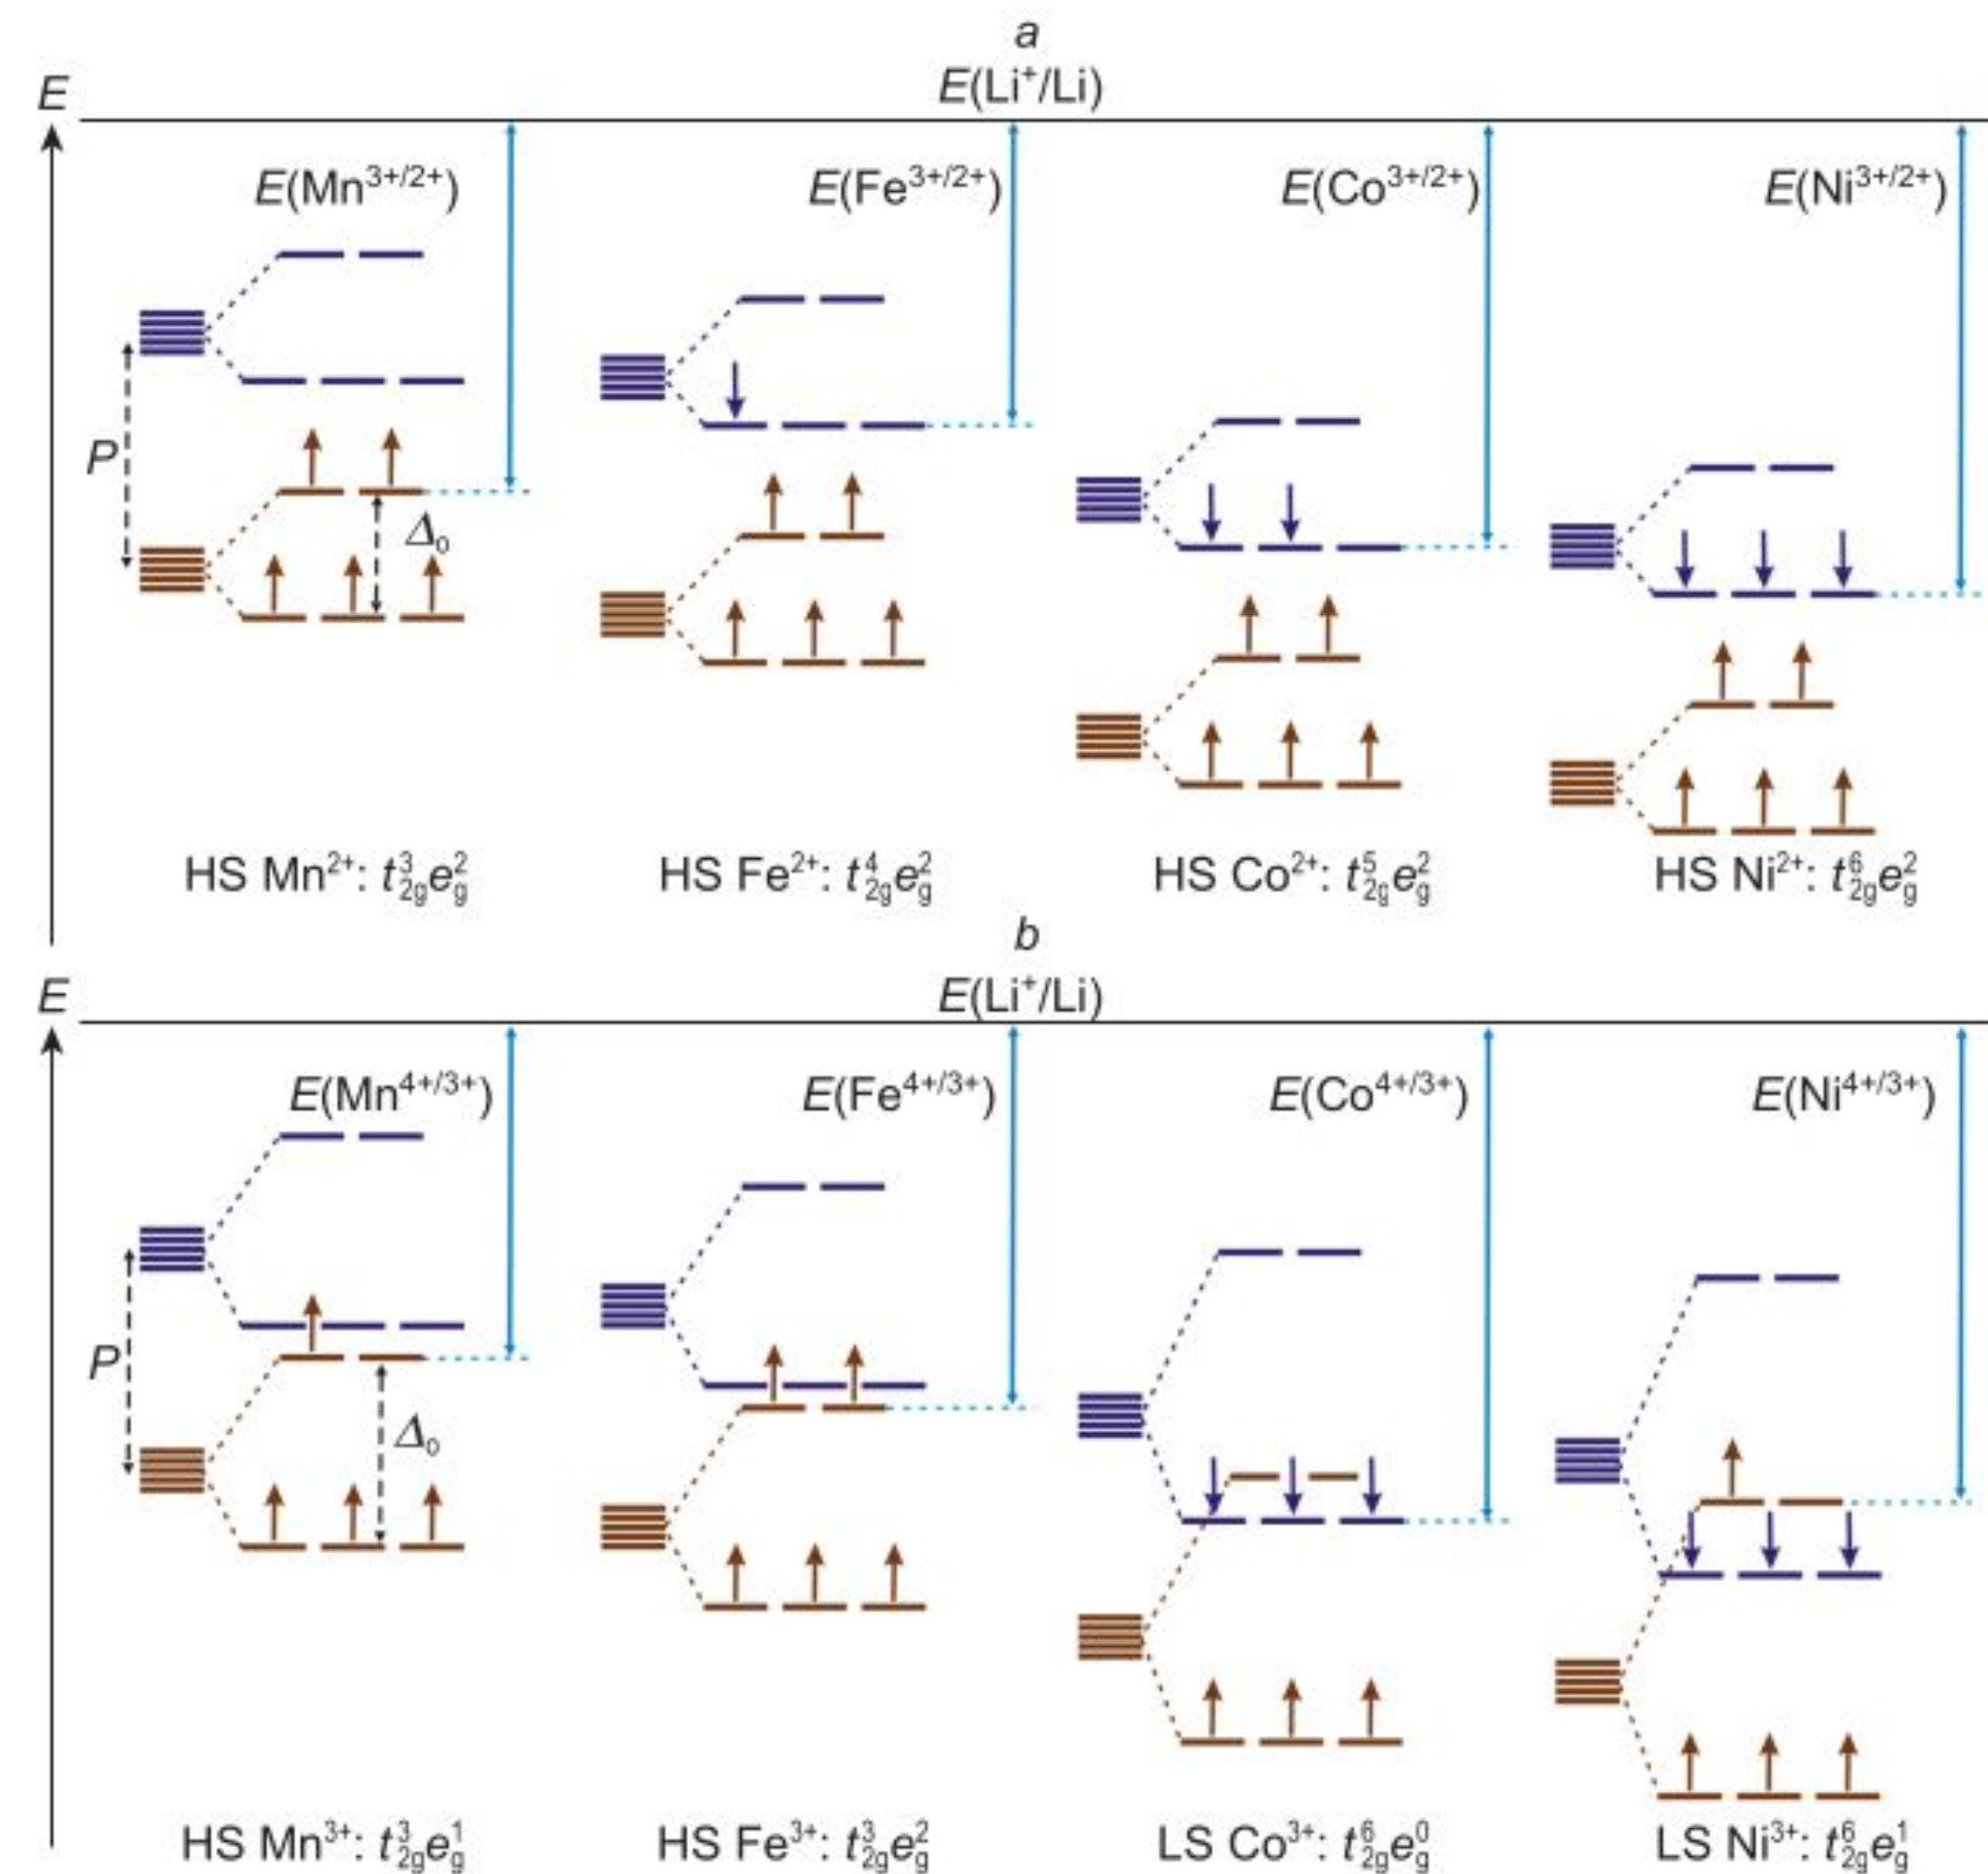 a
E(Li⁺/Li)
E
E(Mn³⁺/²⁺)
E(Fe³⁺/²⁺)
E(Co³⁺/²⁺)
E(Ni³⁺/²⁺)
P
Δ₀
HS Mn²⁺: t₂g³eg²
HS Fe²⁺: t₂g⁴eg²
HS Co²⁺: t₂g⁵eg²
HS Ni²⁺: t₂g⁶eg²
b
E(Li⁺/Li)
E
E(Mn⁴⁺/³⁺)
E(Fe⁴⁺/³⁺)
E(Co⁴⁺/³⁺)
E(Ni⁴⁺/³⁺)
P
Δ₀
HS Mn³⁺: t₂g³eg¹
HS Fe³⁺: t₂g³eg²
LS Co³⁺: t₂g⁶eg⁰
LS Ni³⁺: t₂g⁶eg¹